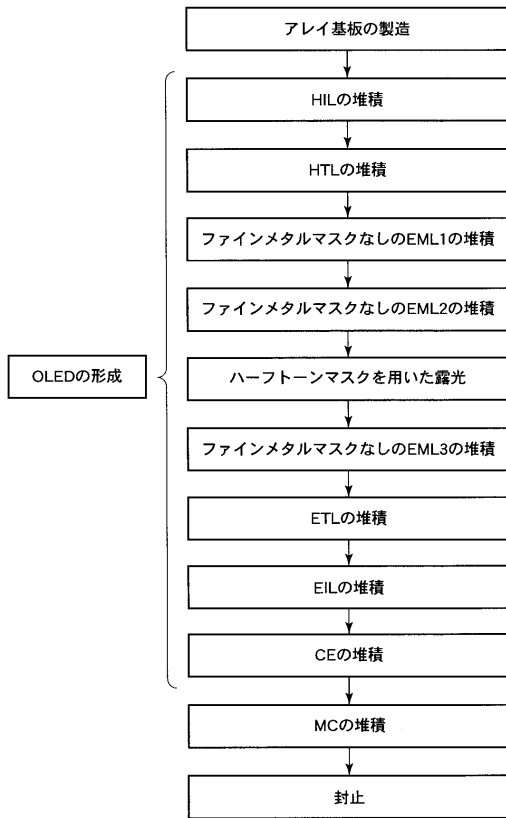 アレイ基板の製造
HILの堆積
HTLの堆積
ファインメタルマスクなしのEML1の堆積
ファインメタルマスクなしのEML2の堆積
OLEDの形成
ハーフトーンマスクを用いた露光
ファインメタルマスクなしのEML3の堆積
ETLの堆積
EILの堆積
CEの堆積
MCの堆積
封止